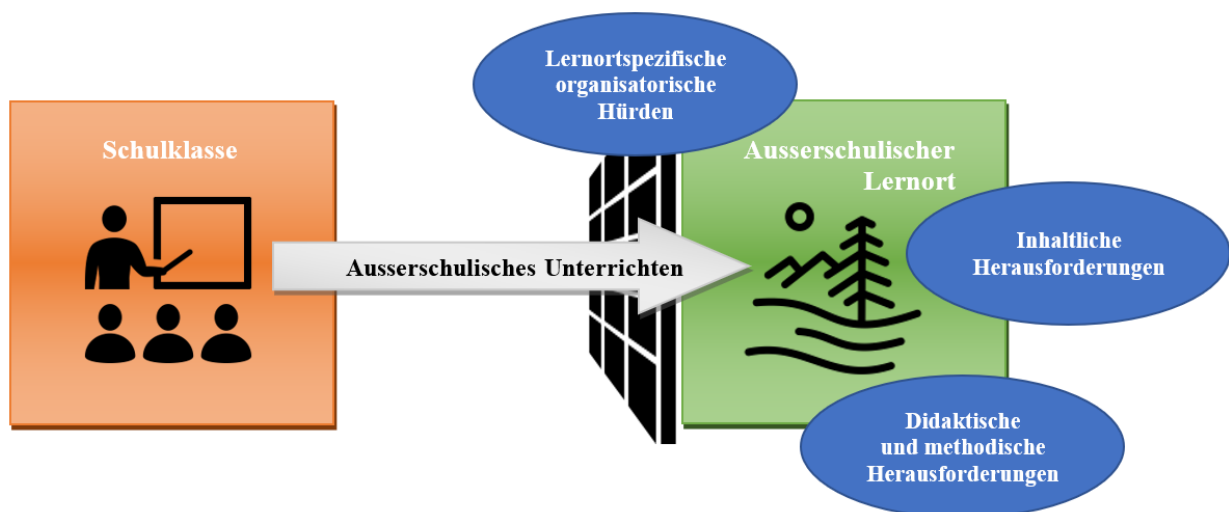 Lernortspezifische
organisatorische
Hürden
Schulklasse
Ausserschulischer
Lernort
Ausserschulisches Unterrichten
Inhaltliche
Herausforderungen
Didaktische
und methodische
Herausforderungen